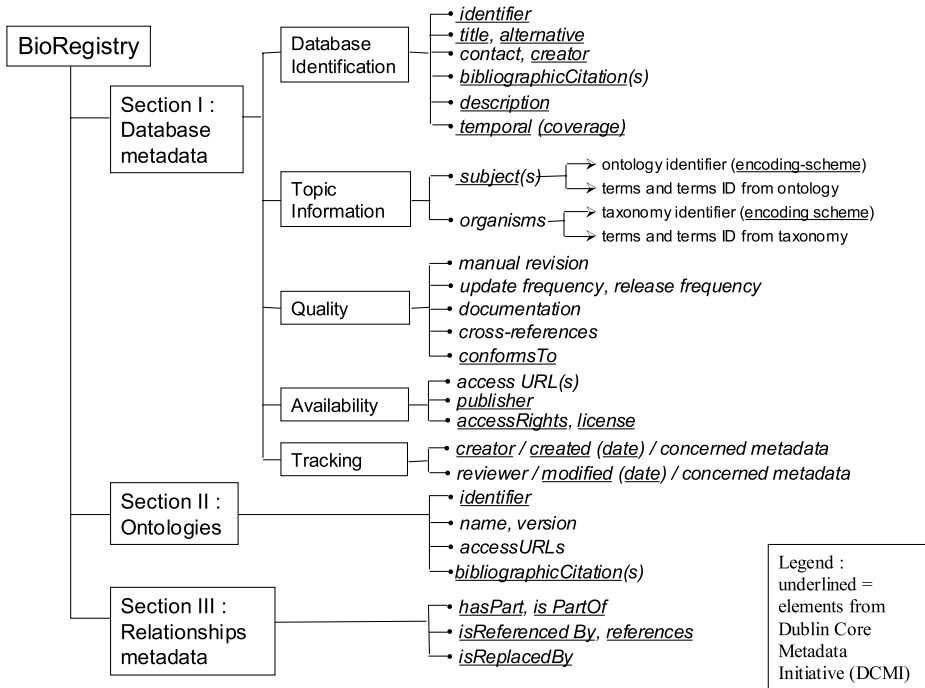 BioRegistry
Section I :
Database
metadata
Database
Identification
identifier
title, alternative
contact, creator
bibliographicCitation(s)
description
temporal (coverage)
Topic
Information
subject(s)
ontology identifier (encoding-scheme)
terms and terms ID from ontology
organisms
taxonomy identifier (encoding scheme)
terms and terms ID from taxonomy
Quality
manual revision
update frequency, release frequency
documentation
cross-references
conformsTo
Availability
access URL(s)
publisher
accessRights, license
Tracking
creator / created (date) / concerned metadata
reviewer / modified (date) / concerned metadata
Section II :
Ontologies
identifier
name, version
accessURLs
bibliographicCitation(s)
Section III :
Relationships
metadata
hasPart, is PartOf
isReferenced By, references
isReplacedBy
Legend :
underlined =
elements from
Dublin Core
Metadata
Initiative (DCMI)